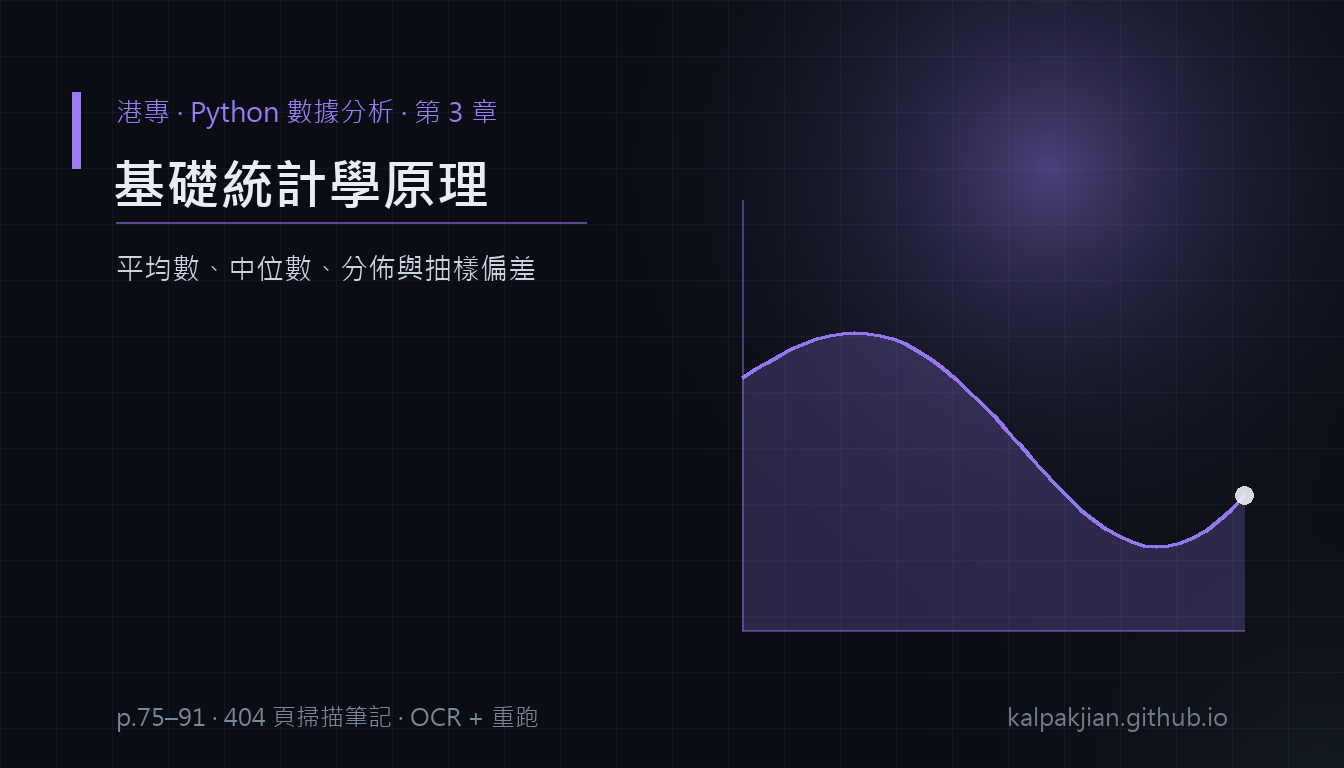 港專 · Python 數據分析 · 第 3 章
基礎統計學原理
平均數、中位數、分佈與抽樣偏差
p.75–91 · 404 頁掃描筆記 · OCR + 重跑
kalpakjian.github.io